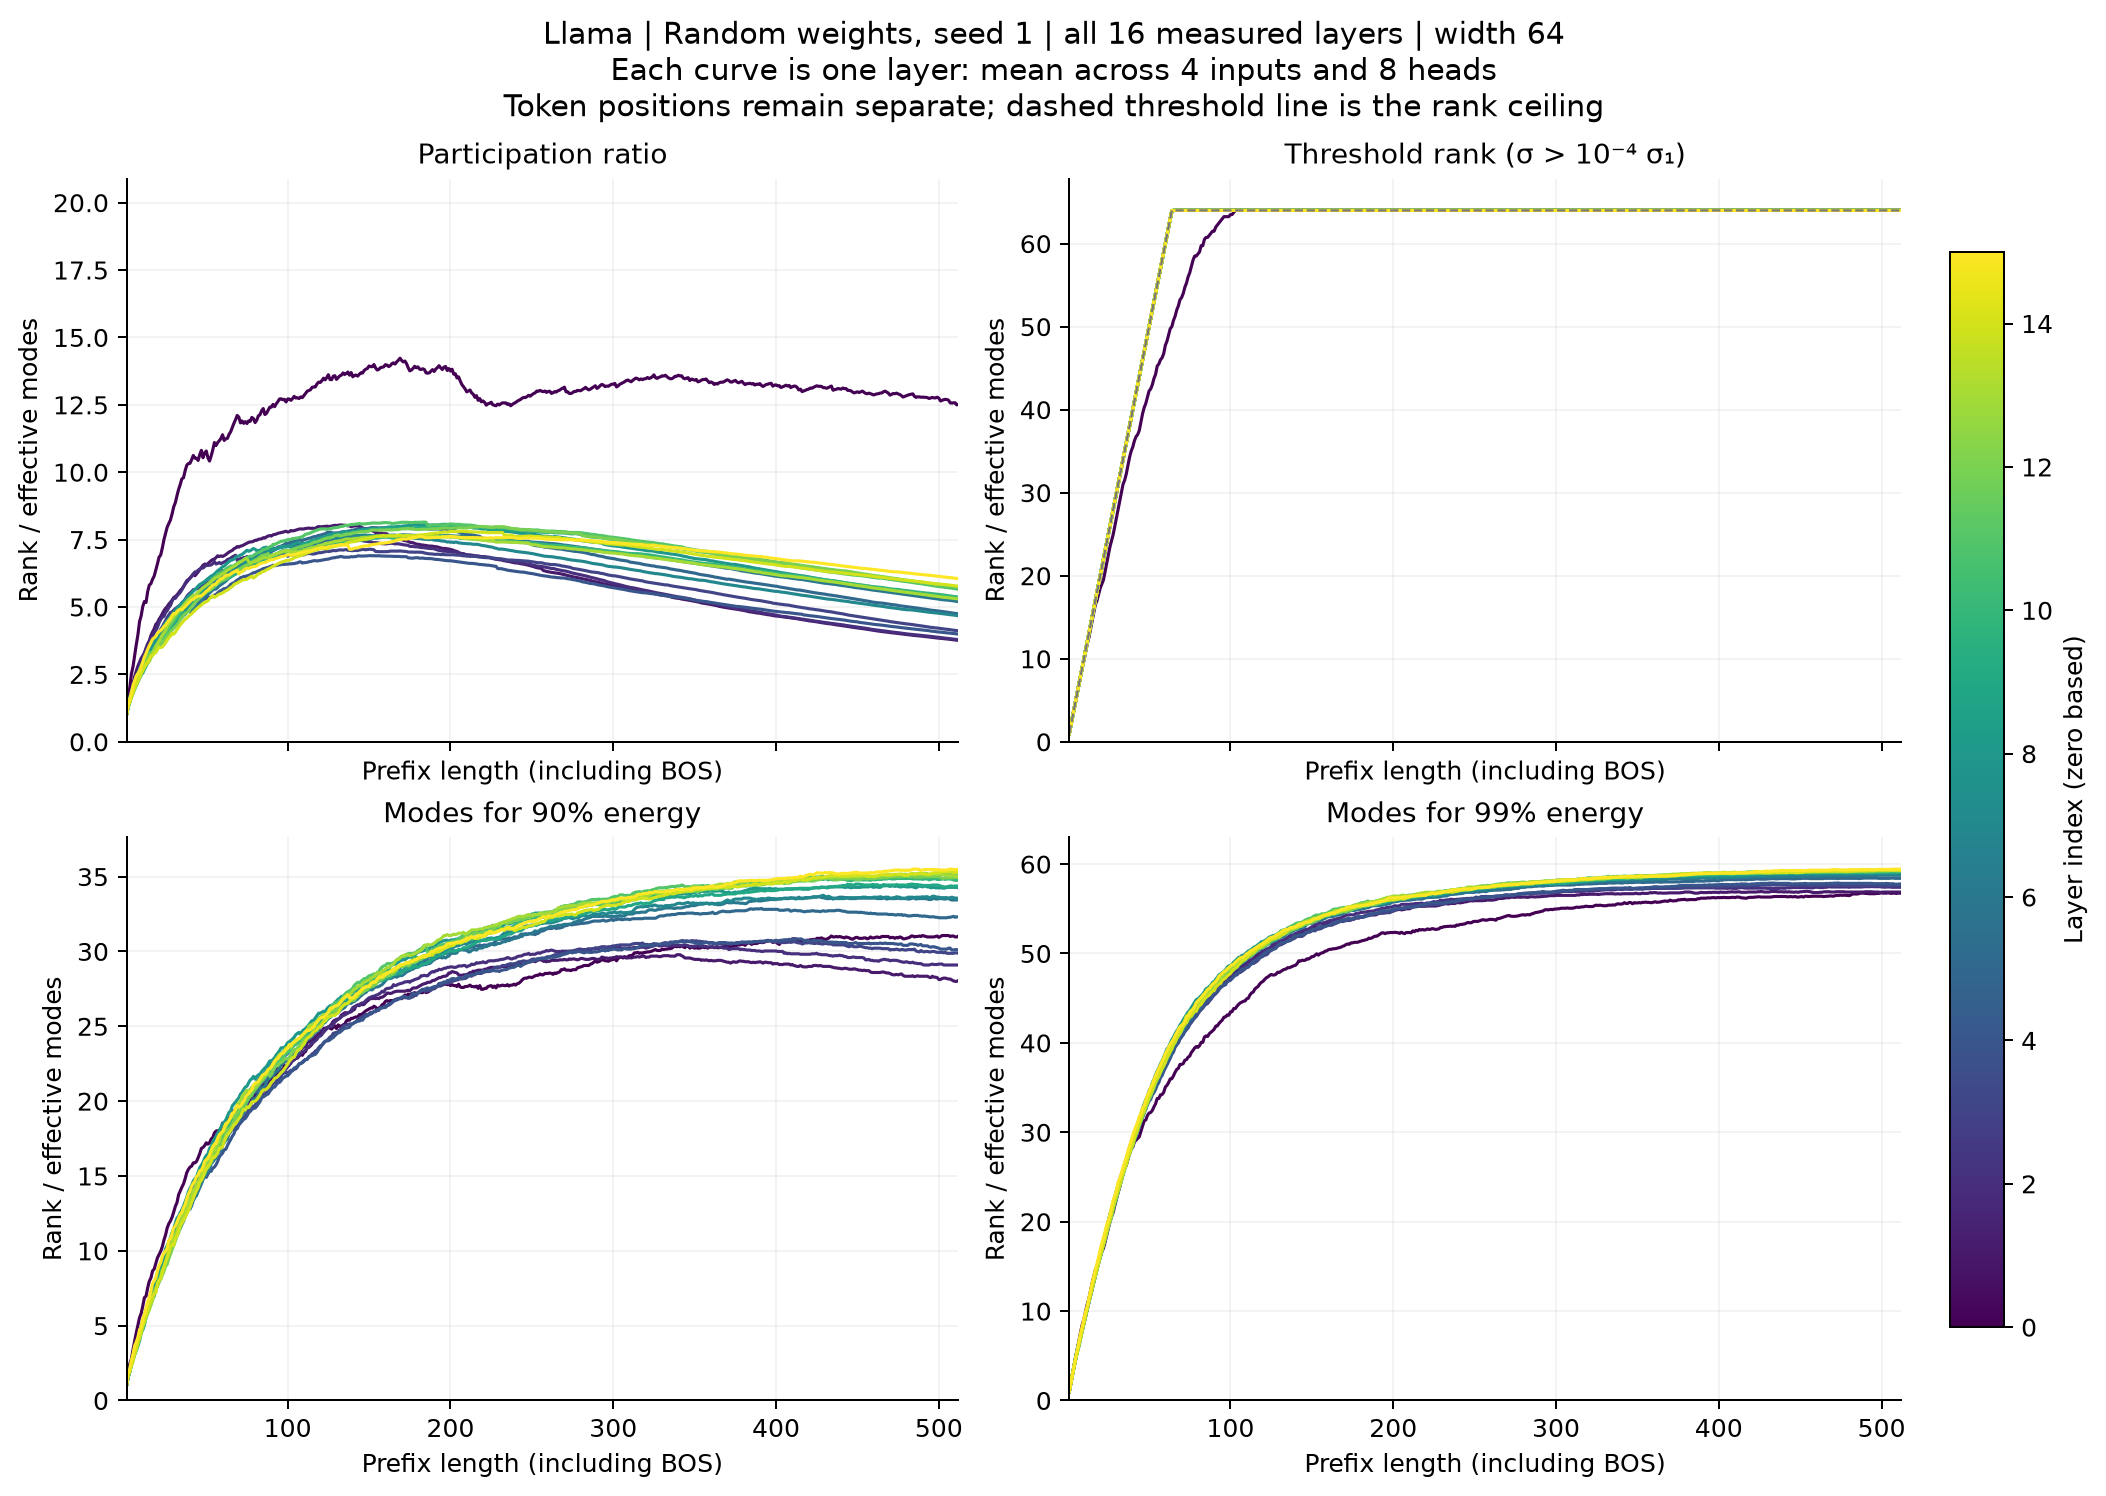 Llama | Random weights, seed 1 | all 16 measured layers | width 64
Each curve is one layer: mean across 4 inputs and 8 heads
Token positions remain separate; dashed threshold line is the rank ceiling
Participation ratio
Rank / effective modes
20.0
17.5
15.0
12.5
10.0
7.5
5.0
2.5
0.0
Prefix length (including BOS)
Threshold rank (σ > 10⁻⁴ σ₁)
Rank / effective modes
60
50
40
30
20
10
0
Prefix length (including BOS)
Modes for 90% energy
Rank / effective modes
35
30
25
20
15
10
5
0
100 200 300 400 500
Prefix length (including BOS)
Modes for 99% energy
Rank / effective modes
60
50
40
30
20
10
0
100 200 300 400 500
Prefix length (including BOS)
14
12
10
8
6
4
2
0
Layer index (zero based)